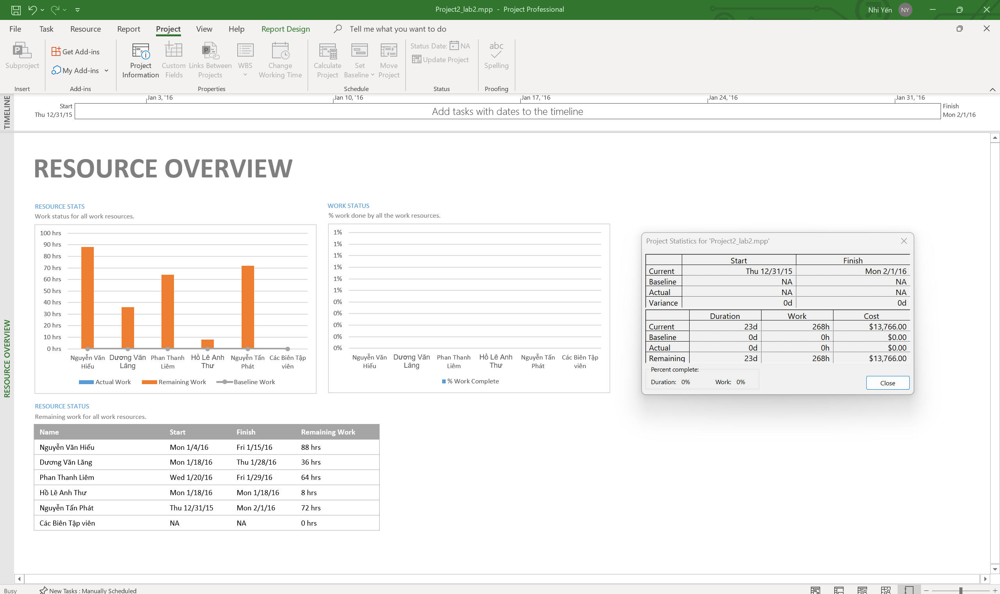 Project2_lab2.mpp - Project Professional
Nhi Yến NY
File Task Resource Report Project View Help Report Design Tell me what you want to do
Subproject
Insert
Get Add-ins
My Add-ins
Add-ins
Project Information
Custom Fields
Links Between Projects
WBS
Change Working Time
Properties
Calculate Project
Set Baseline
Move Project
Schedule
Status Date: NA
Update Project
Status
abc
Spelling
Proofing
TIMELINE
Jan 3, '16 Jan 10, '16 Jan 17, '16 Jan 24, '16 Jan 31, '16
Start
Thu 12/31/15
Add tasks with dates to the timeline
Finish
Mon 2/1/16
RESOURCE OVERVIEW
RESOURCE OVERVIEW
RESOURCE STATS
Work status for all work resources.
100 hrs
90 hrs
80 hrs
70 hrs
60 hrs
50 hrs
40 hrs
30 hrs
20 hrs
10 hrs
0 hrs
Nguyễn Văn Hiếu
Dương Văn Lăng
Phan Thanh Liêm
Hồ Lê Anh Thư
Nguyễn Tấn Phát
Các Biên Tập viên
Actual Work Remaining Work Baseline Work
WORK STATUS
% work done by all the work resources.
1%
1%
1%
1%
1%
1%
0%
0%
0%
0%
0%
Nguyễn Văn Hiếu
Dương Văn Lăng
Phan Thanh Liêm
Hồ Lê Anh Thư
Nguyễn Tấn Phát
Các Biên Tập viên
% Work Complete
Project Statistics for 'Project2_lab2.mpp'
Start Finish
Current Thu 12/31/15 Mon 2/1/16
Baseline NA NA
Actual NA NA
Variance 0d 0d
Duration Work Cost
Current 23d 268h $13,766.00
Baseline 0d 0h $0.00
Actual 0d 0h $0.00
Remaining 23d 268h $13,766.00
Percent complete:
Duration: 0% Work: 0%
Close
RESOURCE STATUS
Remaining work for all work resources.
Name Start Finish Remaining Work
Nguyễn Văn Hiếu Mon 1/4/16 Fri 1/15/16 88 hrs
Dương Văn Lăng Mon 1/18/16 Thu 1/28/16 36 hrs
Phan Thanh Liêm Wed 1/20/16 Fri 1/29/16 64 hrs
Hồ Lê Anh Thư Mon 1/18/16 Mon 1/18/16 8 hrs
Nguyễn Tấn Phát Thu 12/31/15 Mon 2/1/16 72 hrs
Các Biên Tập viên NA NA 0 hrs
Busy New Tasks : Manually Scheduled